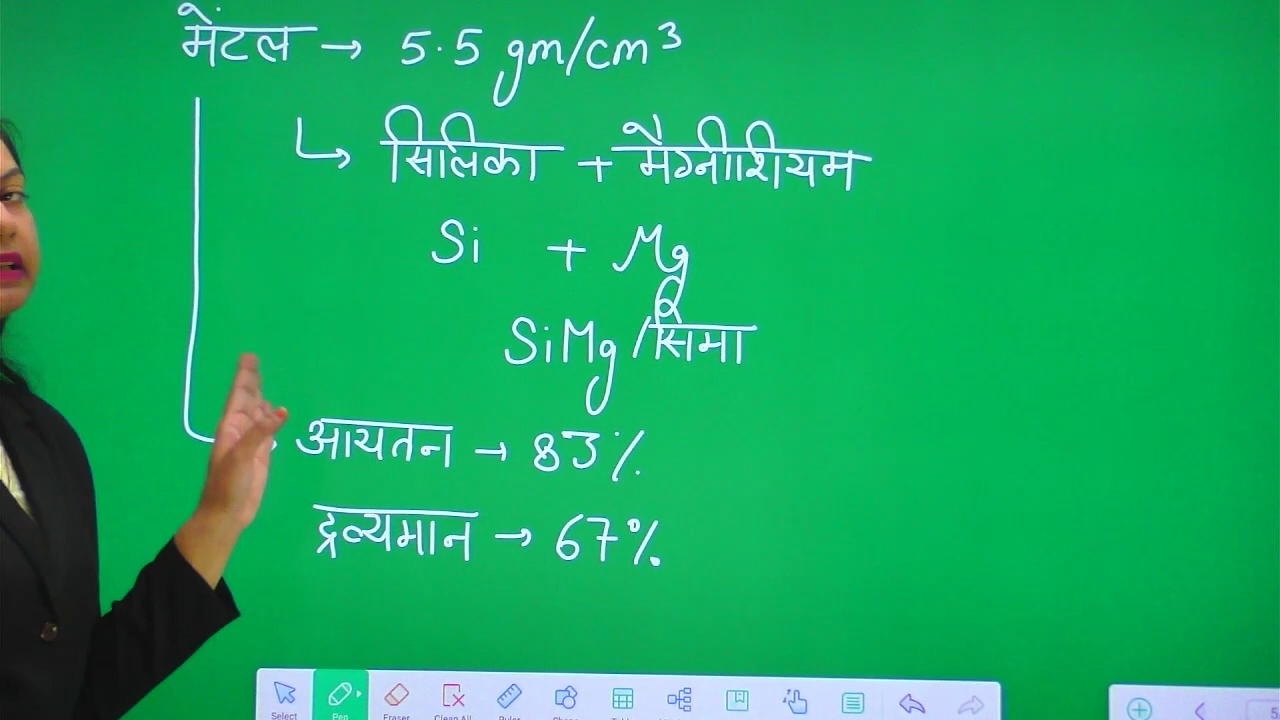 मेंटल → 5.5 gm/cm³
↳ सिलिका + मैग्नीशियम
Si + Mg
SiMg/सिमा
आयतन → 83%
द्रव्यमान → 67%
Select Pen Eraser Clean All Ruler